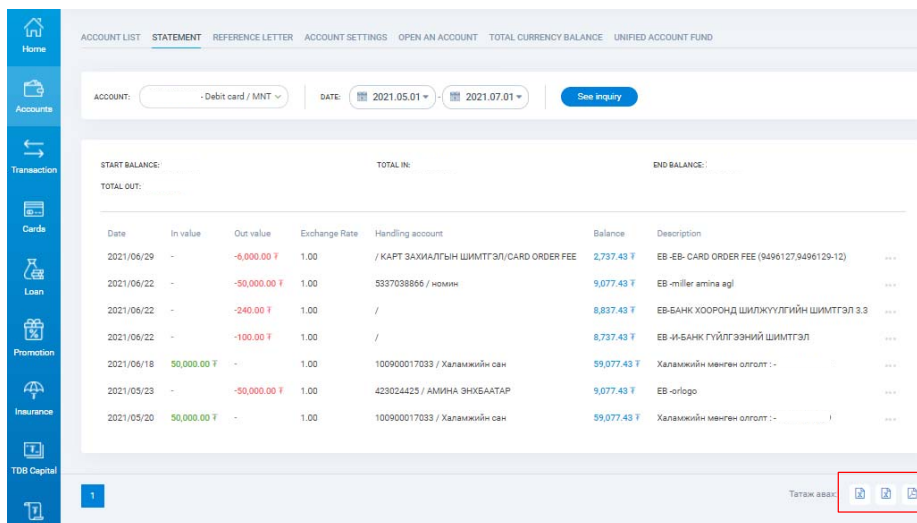 Home
ACCOUNT LIST STATEMENT REFERENCE LETTER ACCOUNT SETTINGS OPEN AN ACCOUNT TOTAL CURRENCY BALANCE UNIFIED ACCOUNT FUND
Accounts
ACCOUNT: - Debit card / MNT DATE: 2021.05.01 - 2021.07.01 See inquiry
Transaction
START BALANCE: TOTAL IN: END BALANCE:
TOTAL OUT:
Cards
Date In value Out value Exchange Rate Handling account Balance Description
2021/06/29 - -6,000.00 ₮ 1.00 / КАРТ ЗАХИАЛГЫН ШИМТГЭЛ/CARD ORDER FEE 2,737.43 ₮ EB -EB- CARD ORDER FEE (9496127,9496129-12) ...
Loan
2021/06/22 - -50,000.00 ₮ 1.00 5337038866 / номин 9,077.43 ₮ EB -miller amina agl ...
2021/06/22 - -240.00 ₮ 1.00 / 8,837.43 ₮ ЕВ-БАНК ХООРОНД ШИЛЖҮҮЛГИЙН ШИМТГЭЛ 3.3 ...
2021/06/22 - -100.00 ₮ 1.00 / 8,737.43 ₮ ЕВ -И-БАНК ГҮЙЛГЭЭНИЙ ШИМТГЭЛ ...
Promotion
2021/06/18 50,000.00 ₮ - 1.00 100900017033 / Халамжийн сан 59,077.43 ₮ Халамжийн мөнгөн олголт : - ...
2021/05/23 - -50,000.00 ₮ 1.00 423024425 / АМИНА ЭНХБААТАР 9,077.43 ₮ EB -orlogo ...
Insurance
2021/05/20 50,000.00 ₮ - 1.00 100900017033 / Халамжийн сан 59,077.43 ₮ Халамжийн мөнгөн олголт : - ...
TDB Capital
1 Татаж авах: